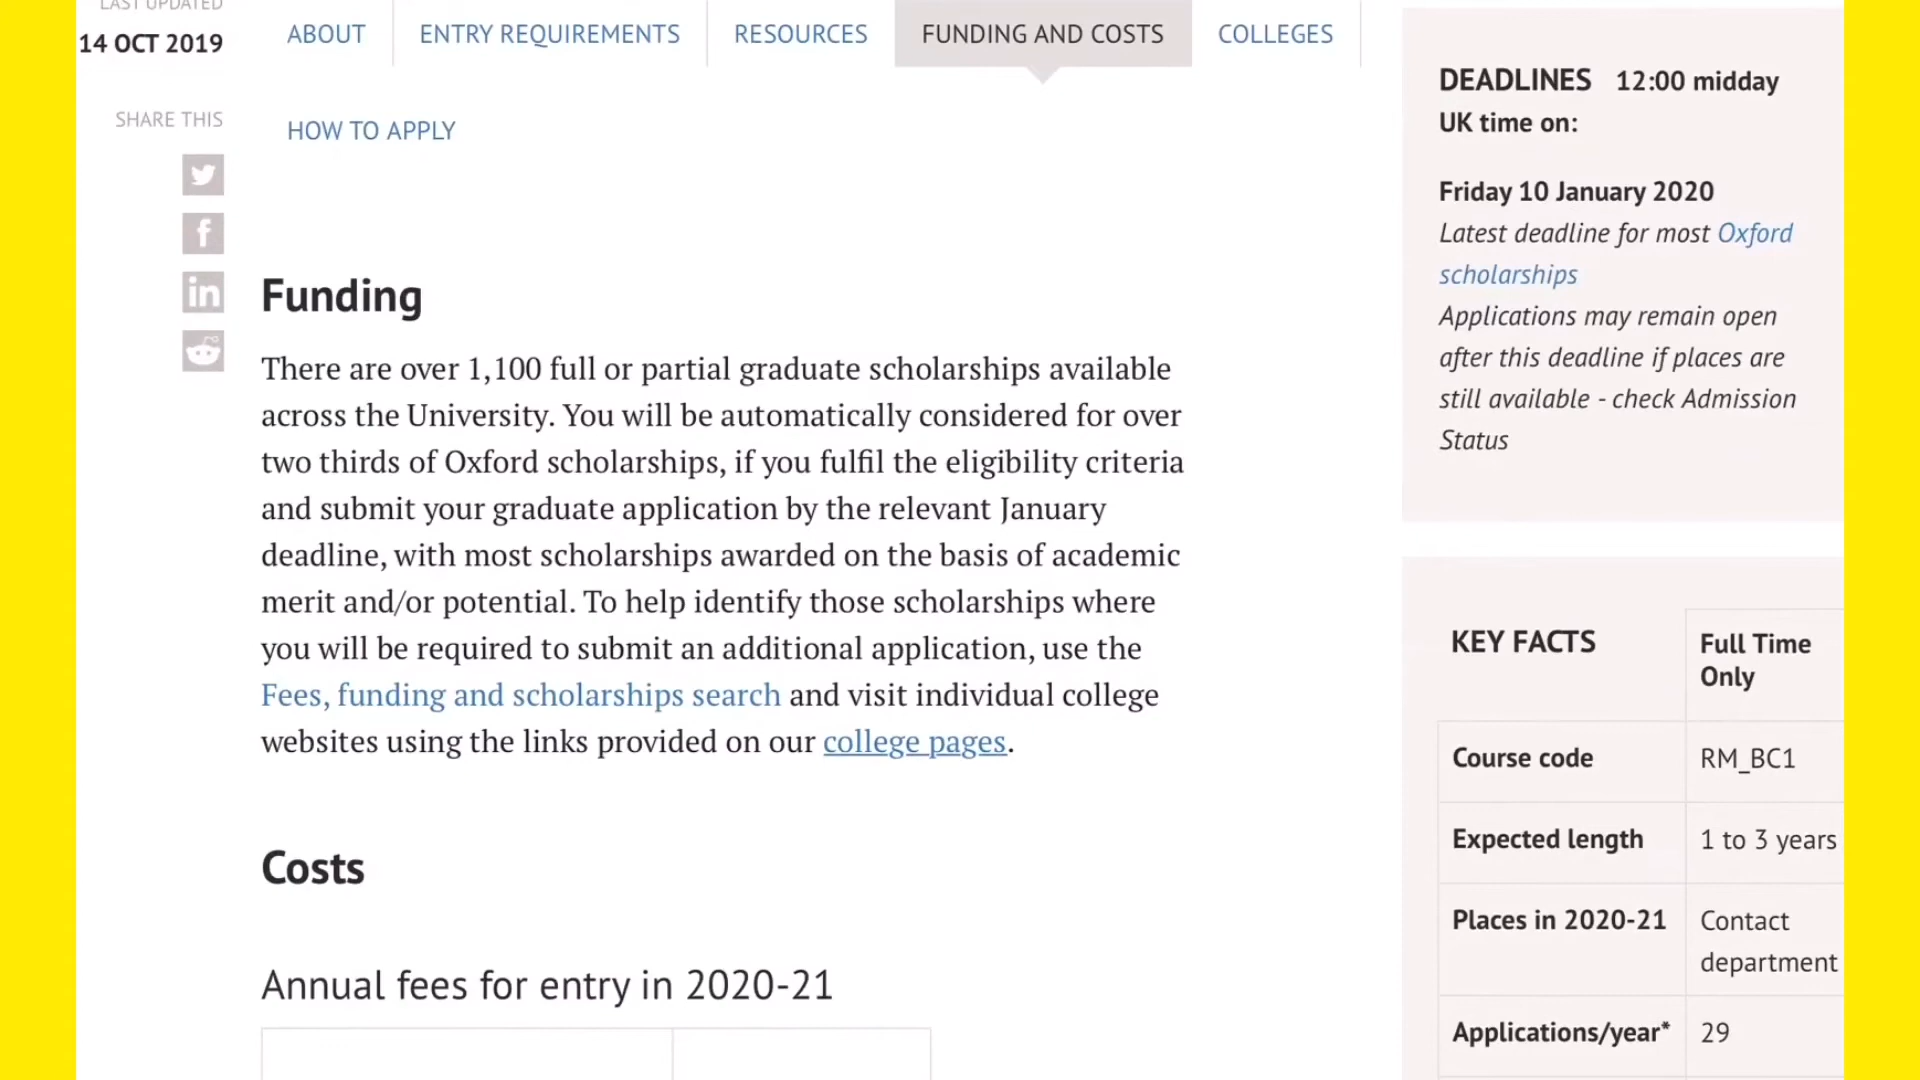 LAST UPDATED
14 OCT 2019
SHARE THIS
ABOUT
ENTRY REQUIREMENTS
RESOURCES
FUNDING AND COSTS
COLLEGES
HOW TO APPLY
Funding
There are over 1,100 full or partial graduate scholarships available
across the University. You will be automatically considered for over
two thirds of Oxford scholarships, if you fulfil the eligibility criteria
and submit your graduate application by the relevant January
deadline, with most scholarships awarded on the basis of academic
merit and/or potential. To help identify those scholarships where
you will be required to submit an additional application, use the
Fees, funding and scholarships search and visit individual college
websites using the links provided on our college pages.
Costs
Annual fees for entry in 2020-21
DEADLINES 12:00 midday
UK time on:
Friday 10 January 2020
Latest deadline for most Oxford
scholarships
Applications may remain open
after this deadline if places are
still available - check Admission
Status
KEY FACTS
Full Time
Only
Course code RM_BC1
Expected length 1 to 3 years
Places in 2020-21 Contact
department
Applications/year* 29